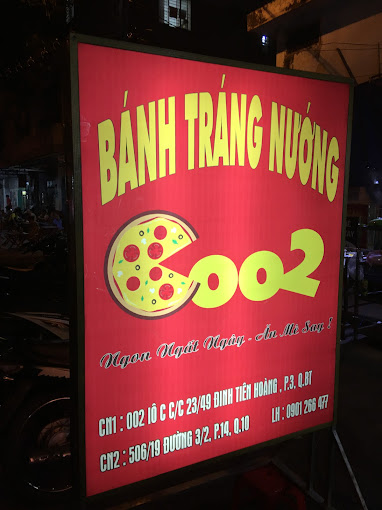 BÁNH TRÁNG NƯỚNG
COO2
Ngon Ngất Ngây - Ăn Mê Say !
CN1 : 002 lô C C/C 23/49 ĐINH TIÊN HOÀNG , P.3, Q.BT
CN2 : 506/19 ĐƯỜNG 3/2, P.14, Q.10 LH : 0901 266 477